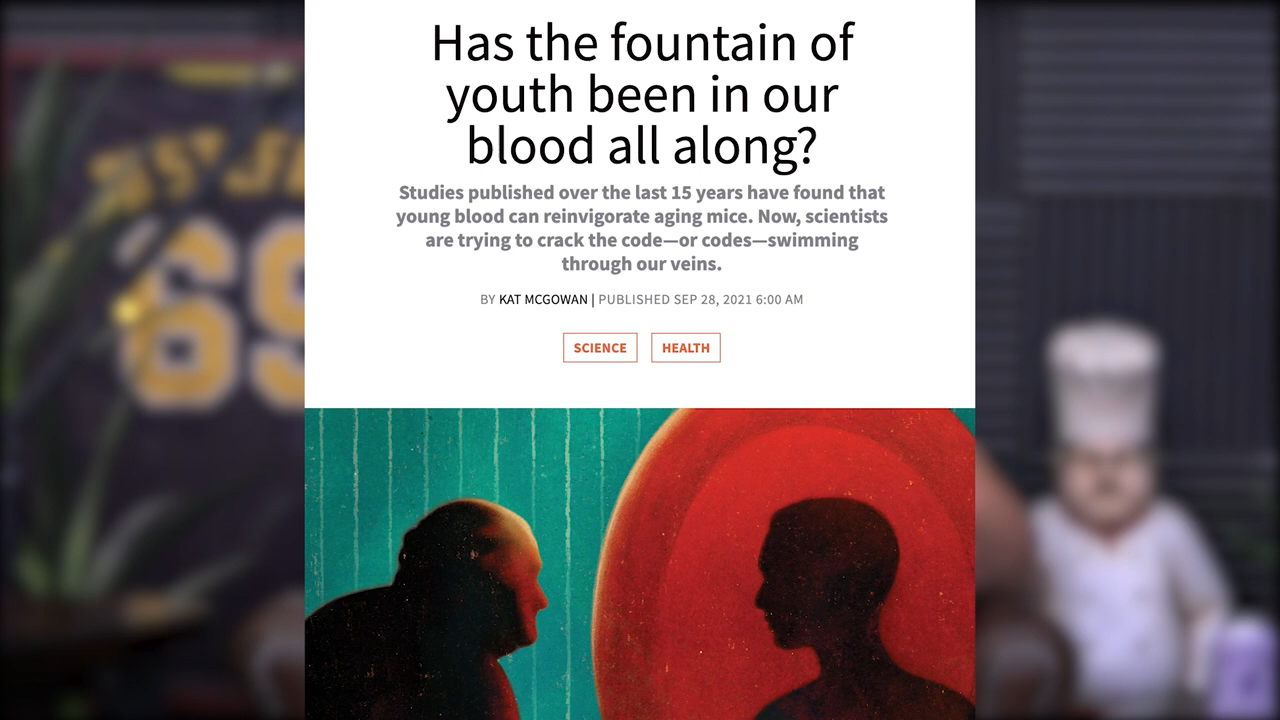 Has the fountain of
youth been in our
blood all along?
Studies published over the last 15 years have found that
young blood can reinvigorate aging mice. Now, scientists
are trying to crack the code—or codes—swimming
through our veins.
BY KAT MCGOWAN | PUBLISHED SEP 28, 2021 6:00 AM
SCIENCE HEALTH
69